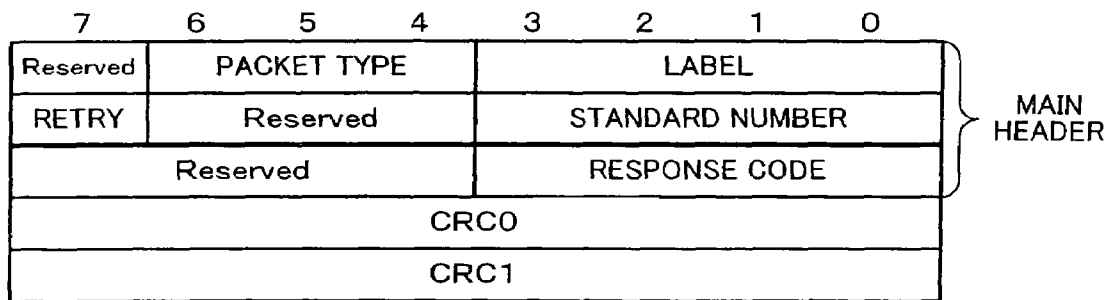 7 6 5 4 3 2 1 0
Reserved PACKET TYPE LABEL
RETRY Reserved STANDARD NUMBER
Reserved RESPONSE CODE
MAIN HEADER
CRC0
CRC1